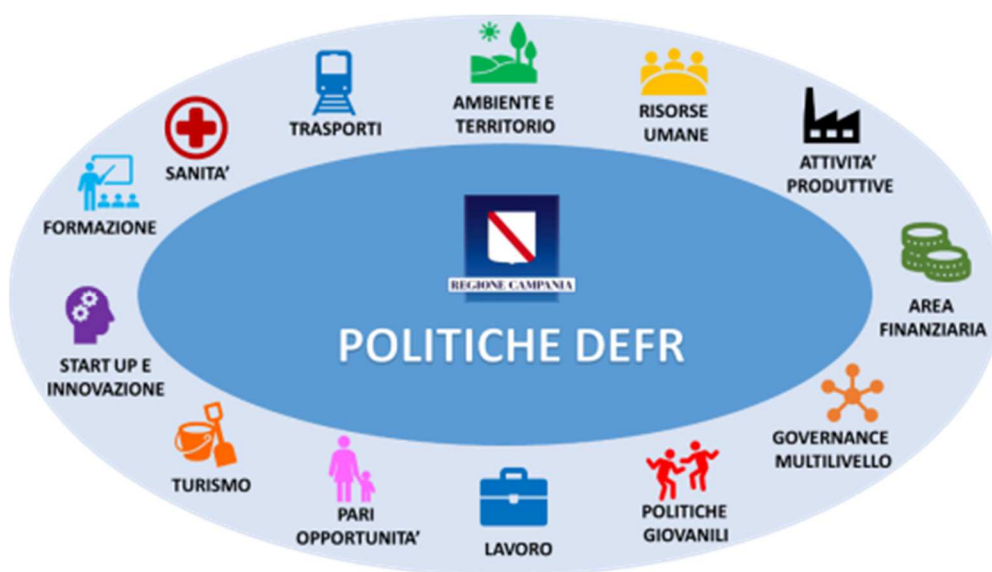 AMBIENTE E
TERRITORIO
TRASPORTI
RISORSE
UMANE
SANITA'
ATTIVITA'
PRODUTTIVE
FORMAZIONE
REGIONE CAMPANIA
POLITICHE DEFR
AREA
FINANZIARIA
START UP E
INNOVAZIONE
GOVERNANCE
MULTILIVELLO
TURISMO
PARI
OPPORTUNITA'
LAVORO
POLITICHE
GIOVANILI